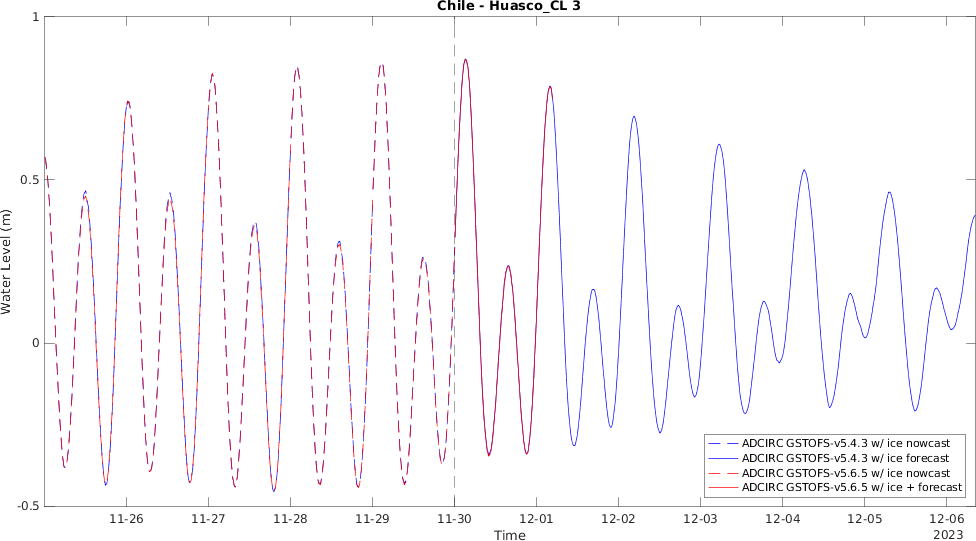 Chile - Huasco_CL 3
Water Level (m)
1
0.5
0
-0.5
11-26 11-27 11-28 11-29 11-30 12-01 12-02 12-03 12-04 12-05 12-06
2023
Time
ADCIRC GSTOFS-v5.4.3 w/ ice nowcast
ADCIRC GSTOFS-v5.4.3 w/ ice forecast
ADCIRC GSTOFS-v5.6.5 w/ ice nowcast
ADCIRC GSTOFS-v5.6.5 w/ ice + forecast